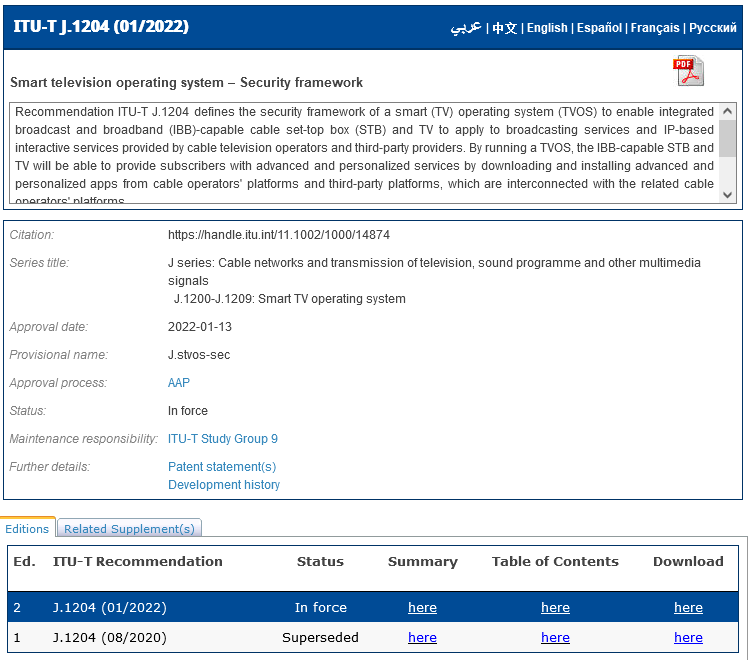 ITU-T J.1204 (01/2022)
عربي | 中文 | English | Español | Français | Русский
PDF
Smart television operating system – Security framework
Recommendation ITU-T J.1204 defines the security framework of a smart (TV) operating system (TVOS) to enable integrated
broadcast and broadband (IBB)-capable cable set-top box (STB) and TV to apply to broadcasting services and IP-based
interactive services provided by cable television operators and third-party providers. By running a TVOS, the IBB-capable STB and
TV will be able to provide subscribers with advanced and personalized services by downloading and installing advanced and
personalized apps from cable operators' platforms and third-party platforms, which are interconnected with the related cable
operators' platforms
Citation: https://handle.itu.int/11.1002/1000/14874
Series title: J series: Cable networks and transmission of television, sound programme and other multimedia
signals
J.1200-J.1209: Smart TV operating system
Approval date: 2022-01-13
Provisional name: J.stvos-sec
Approval process: AAP
Status: In force
Maintenance responsibility: ITU-T Study Group 9
Further details: Patent statement(s)
Development history
Editions Related Supplement(s)
Ed. ITU-T Recommendation Status Summary Table of Contents Download
2 J.1204 (01/2022) In force here here here
1 J.1204 (08/2020) Superseded here here here